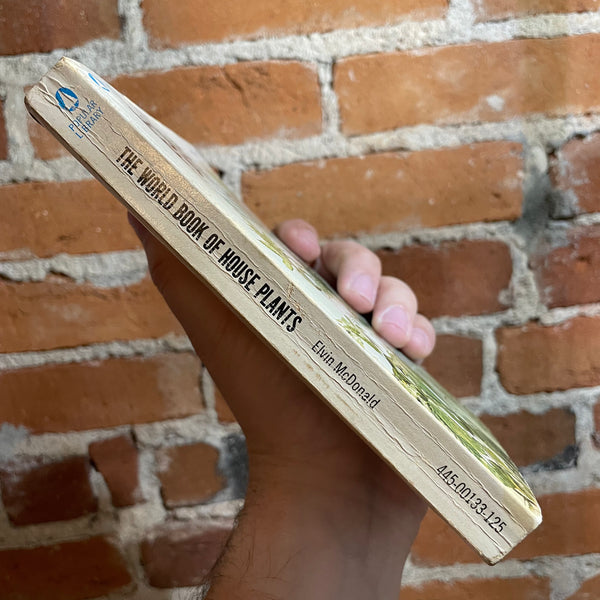 POPULAR
LIBRARY
THE WORLD BOOK OF HOUSE PLANTS
Elvin McDonald
445-00133-125